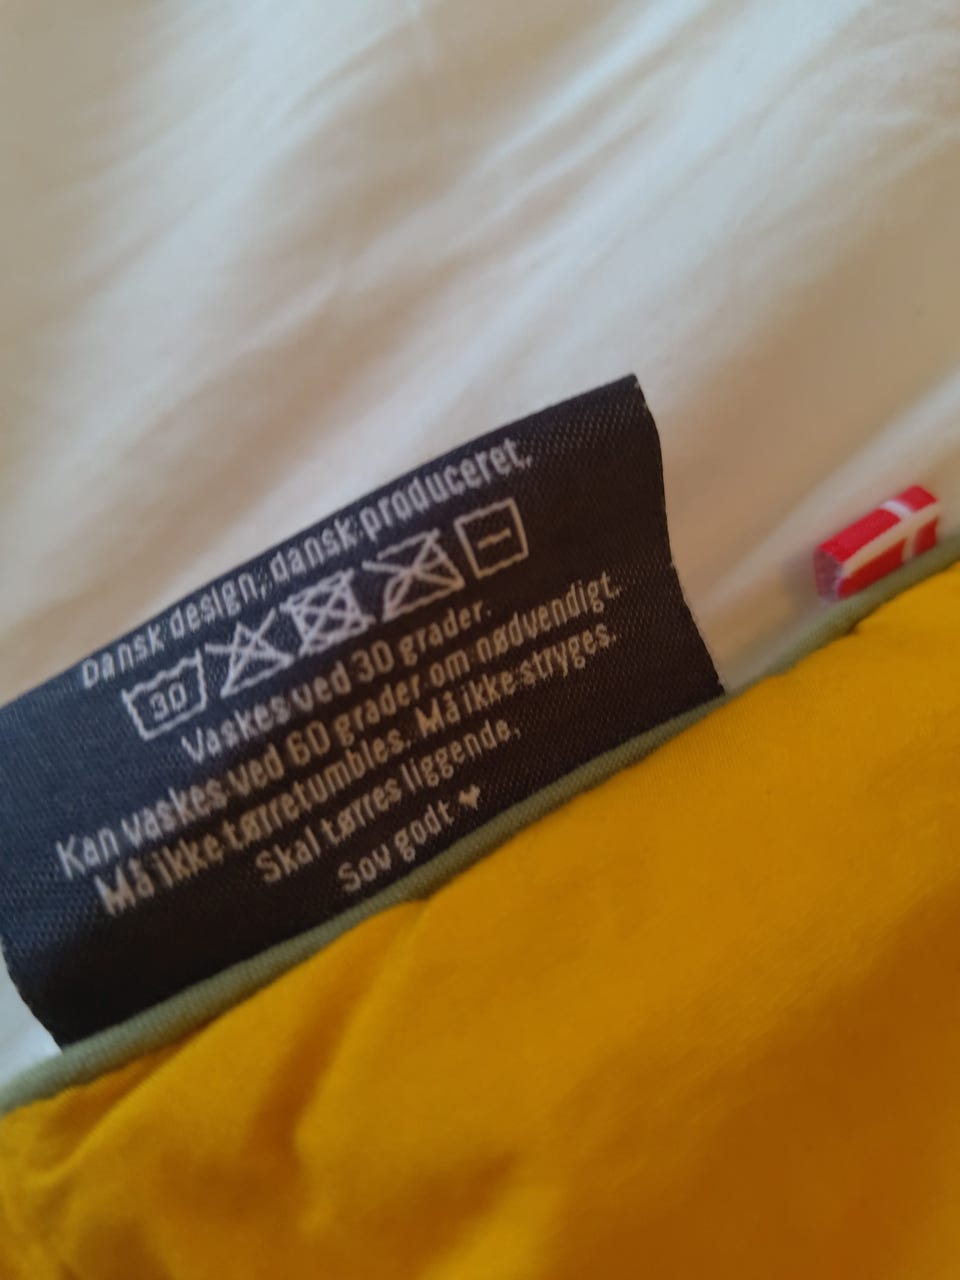 Dansk design, dansk produceret.
30
Vaskes ved 30 grader.
Kan vaskes ved 60 grader om nødvendigt.
Må ikke tørretumbles. Må ikke stryges.
Skal tørres liggende.
Sov godt ♥